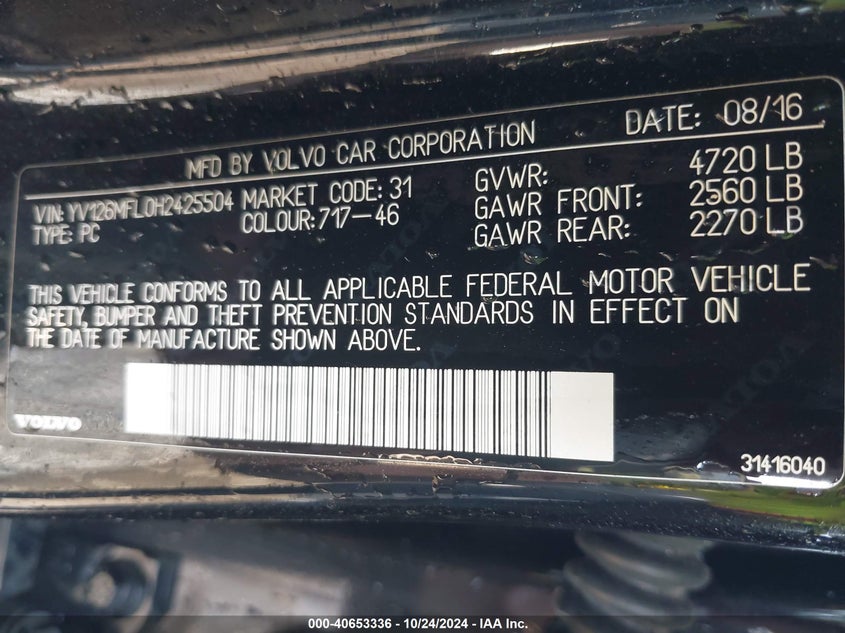 MFD BY VOLVO CAR CORPORATION DATE: 08/16
VIN: YV126MFL0H2425504 MARKET CODE: 31 GVWR: 4720 LB
TYPE: PC COLOUR: 717-46 GAWR FRONT: 2560 LB
GAWR REAR: 2270 LB
THIS VEHICLE CONFORMS TO ALL APPLICABLE FEDERAL MOTOR VEHICLE
SAFETY, BUMPER AND THEFT PREVENTION STANDARDS IN EFFECT ON
THE DATE OF MANUFACTURE SHOWN ABOVE.
VOLVO
31416040
000-40653336 - 10/24/2024 - IAA Inc.